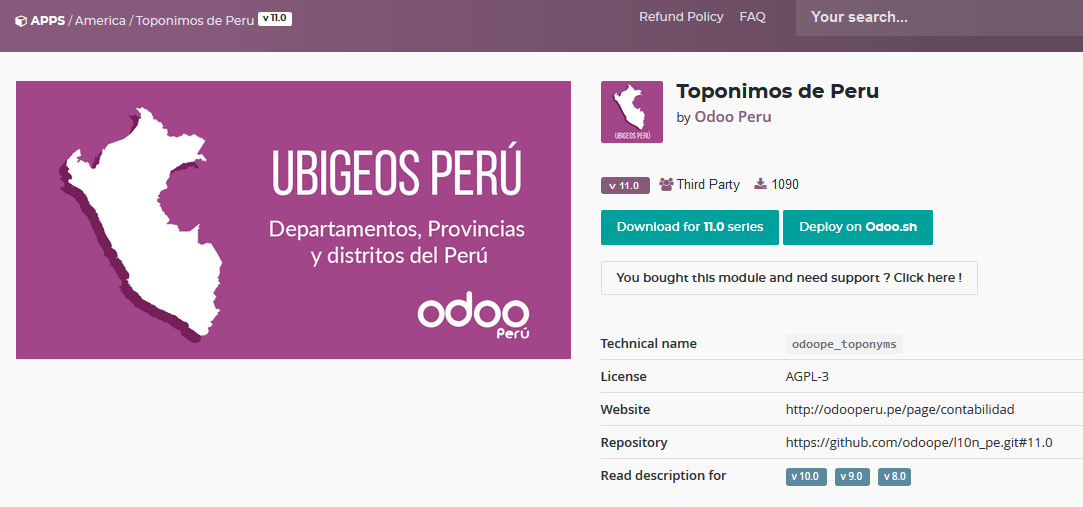 APPS / America / Toponimos de Peru v 11.0
Refund Policy FAQ Your search...
UBIGEOS PERÚ
Departamentos, Provincias
y distritos del Perú
odoo
Perú
UBIGEOS PERÚ
Toponimos de Peru
by Odoo Peru
v 11.0 Third Party 1090
Download for 11.0 series Deploy on Odoo.sh
You bought this module and need support ? Click here !
Technical name odoope_toponyms
License AGPL-3
Website http://odooperu.pe/page/contabilidad
Repository https://github.com/odoope/l10n_pe.git#11.0
Read description for v 10.0 v 9.0 v 8.0